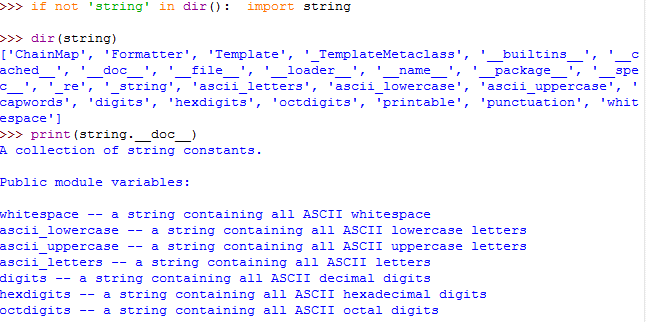 >>> if not 'string' in dir():  import string
>>> dir(string)
['ChainMap', 'Formatter', 'Template', '_TemplateMetaclass', '__builtins__', '__c
ached__', '__doc__', '__file__', '__loader__', '__name__', '__package__', '__spe
c__', '_re', '_string', 'ascii_letters', 'ascii_lowercase', 'ascii_uppercase', '
capwords', 'digits', 'hexdigits', 'octdigits', 'printable', 'punctuation', 'whit
espace']
>>> print(string.__doc__)
A collection of string constants.
Public module variables:
whitespace -- a string containing all ASCII whitespace
ascii_lowercase -- a string containing all ASCII lowercase letters
ascii_uppercase -- a string containing all ASCII uppercase letters
ascii_letters -- a string containing all ASCII letters
digits -- a string containing all ASCII decimal digits
hexdigits -- a string containing all ASCII hexadecimal digits
octdigits -- a string containing all ASCII octal digits